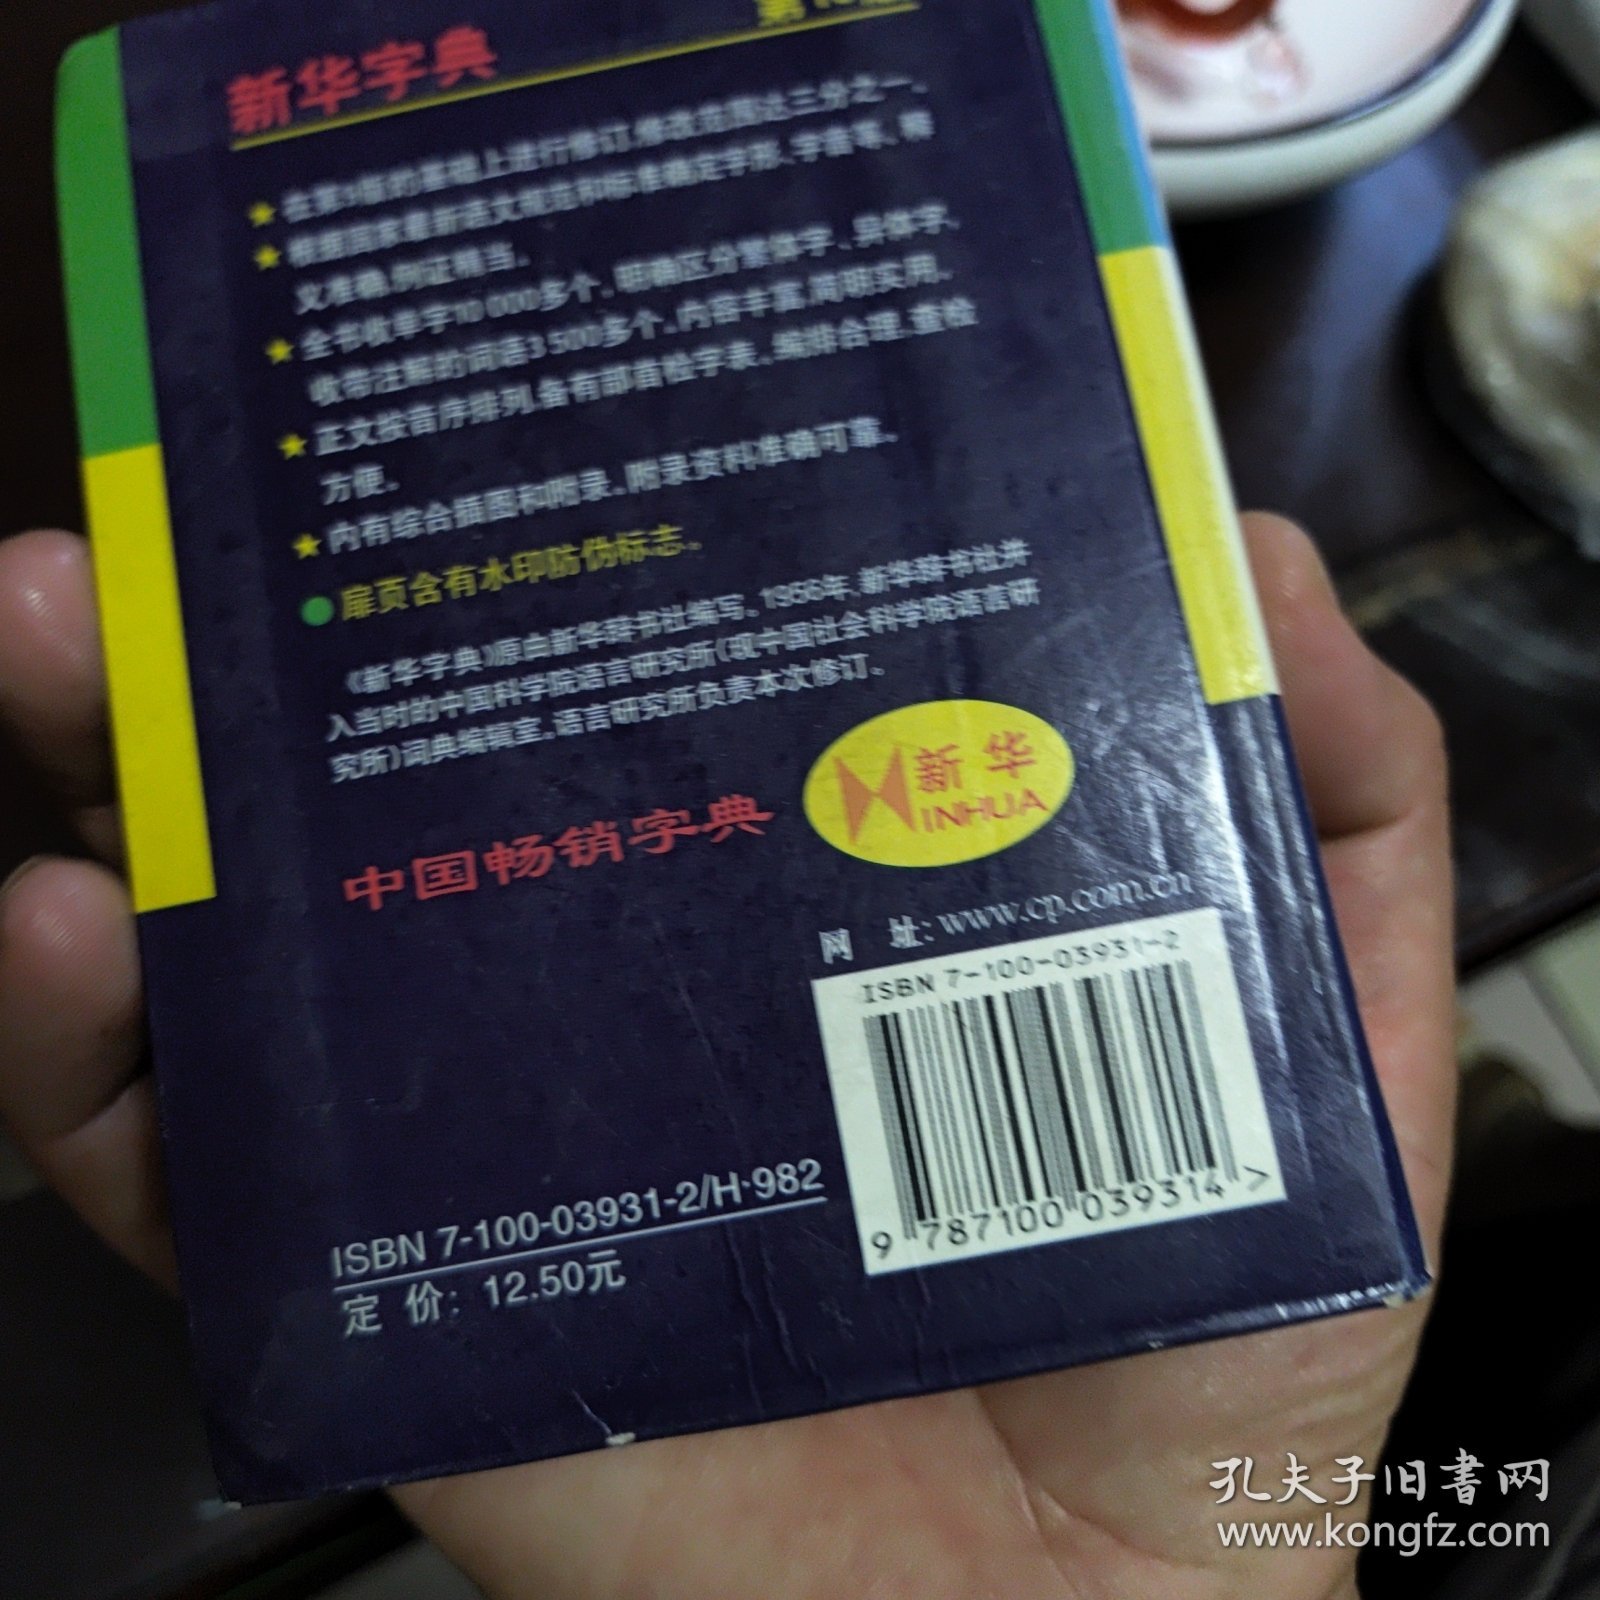 新华字典
第10版
★ 在第9版的基础上进行修订,修改范围达三分之一。
★ 根据国家最新语文规范和标准确定字形、字音等、释
义准确,例证精当。
★ 全书收单字10 000多个,明确区分繁体字、异体字、
收带注解的词语3 500多个。内容丰富,简明实用。
★ 正文按音序排列,备有部首检字表。编排合理,查检
方便。
★ 内有综合插图和附录。附录资料准确可靠。
● 扉页含有水印防伪标志。
《新华字典》原由新华辞书社编写。1956年,新华辞书社并
入当时的中国科学院语言研究所(现中国社会科学院语言研
究所)词典编辑室。语言研究所负责本次修订。
新华
XINHUA
中国畅销字典
网 址:www.cp.com.cn
ISBN 7-100-03931-2
9 787100 039314 >
ISBN 7-100-03931-2/H·982
定 价: 12.50元
孔夫子旧书网
www.kongfz.com